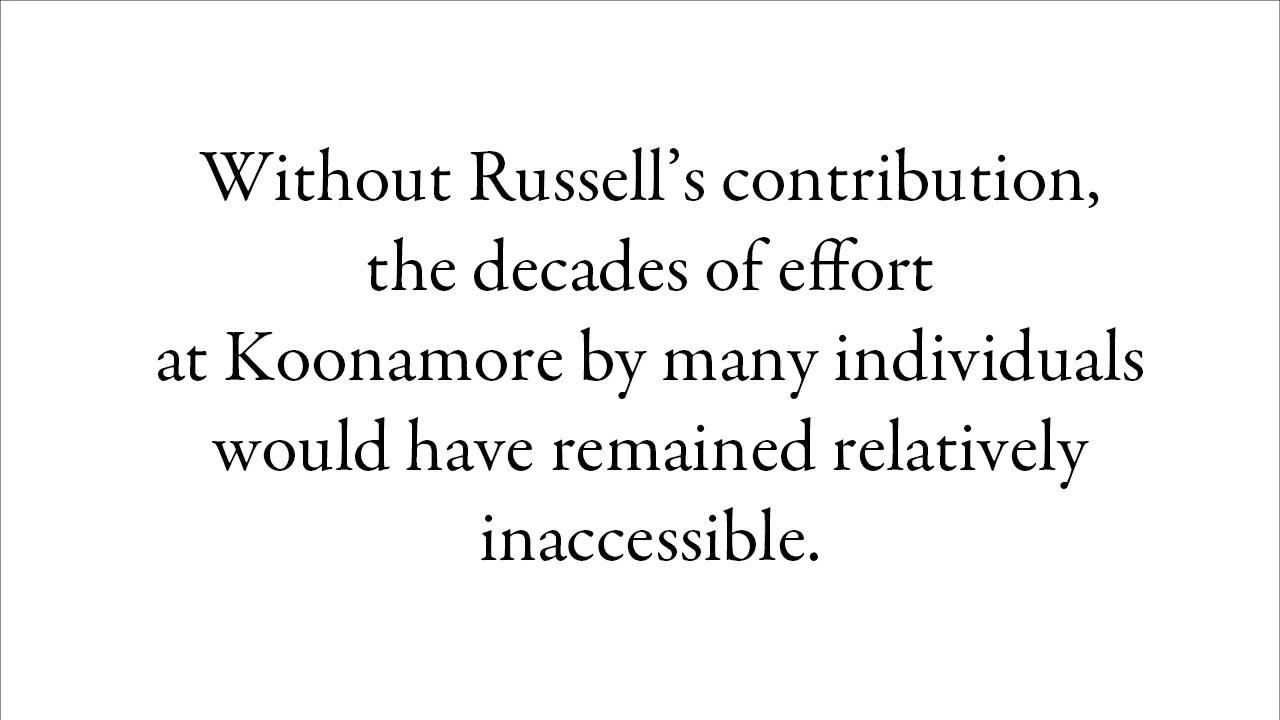 Without Russell’s contribution,
the decades of effort
at Koonamore by many individuals
would have remained relatively
inaccessible.